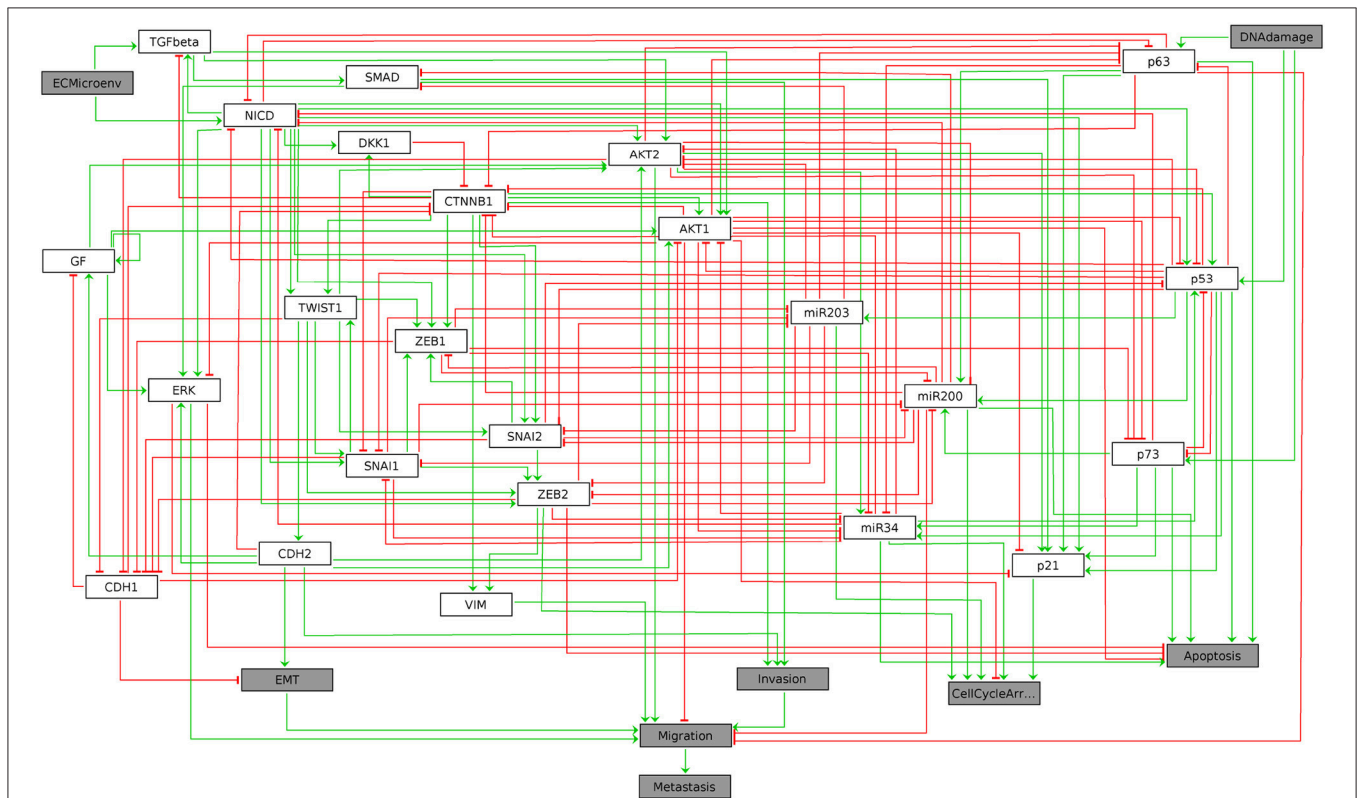 TGFbeta
DNAdamage
p63
SMAD
ECMicroenv
NICD
DKK1
AKT2
CTNNB1
AKT1
GF
p53
TWIST1
miR203
ZEB1
ERK
miR200
SNAI2
p73
SNAI1
ZEB2
miR34
CDH2
p21
CDH1
VIM
Apoptosis
EMT
Invasion
CellCycleArr...
Migration
Metastasis